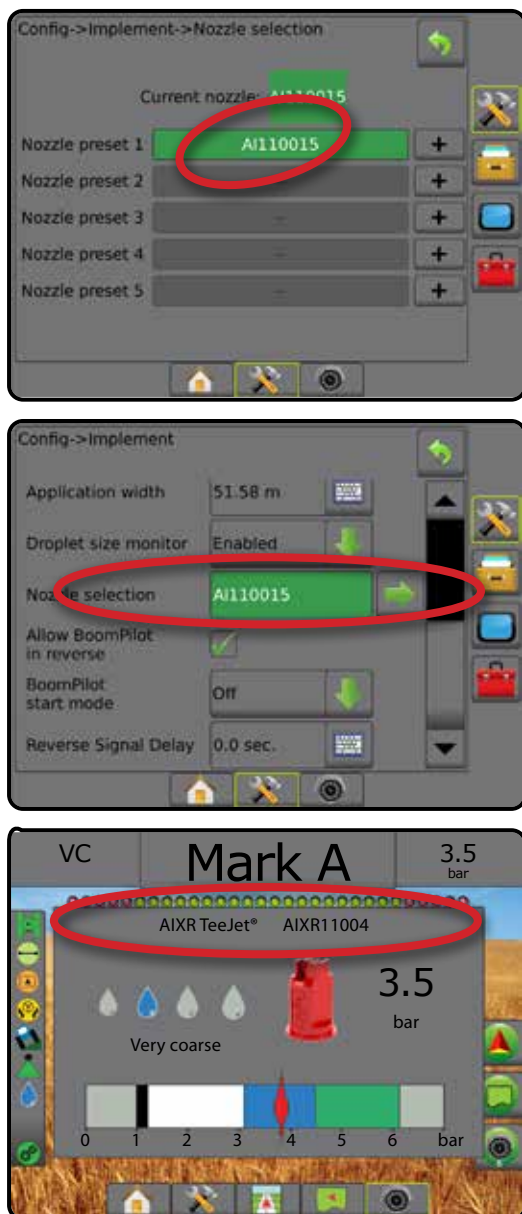 Config->Implement->Nozzle selection
Current nozzle: AI110015
Nozzle preset 1 AI110015 +
Nozzle preset 2 - +
Nozzle preset 3 - +
Nozzle preset 4 - +
Nozzle preset 5 - +
Config->Implement
Application width 51.58 m
Droplet size monitor Enabled
Nozzle selection AI110015
Allow BoomPilot
in reverse
BoomPilot
start mode Off
Reverse Signal Delay 0.0 sec.
VC Mark A 3.5
bar
AIXR TeeJet® AIXR11004
3.5
bar
Very coarse
0 1 2 3 4 5 6 bar